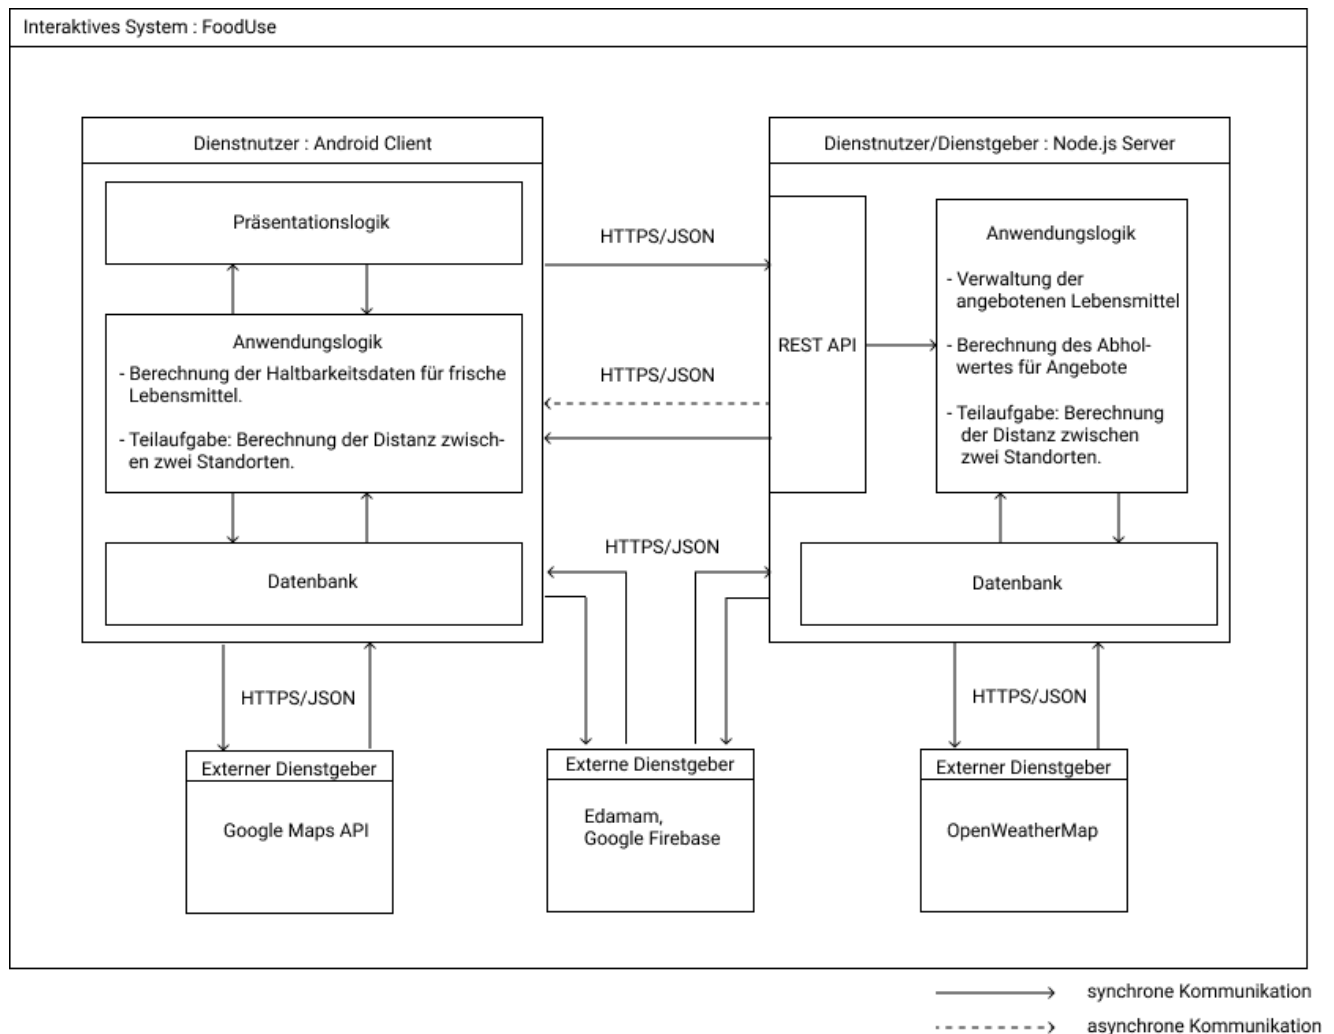 Interaktives System : FoodUse
Dienstnutzer : Android Client
Präsentationslogik
Anwendungslogik
- Berechnung der Haltbarkeitsdaten für frische
Lebensmittel.
- Teilaufgabe: Berechnung der Distanz zwisch-
en zwei Standorten.
Datenbank
HTTPS/JSON
HTTPS/JSON
HTTPS/JSON
Dienstnutzer/Dienstgeber : Node.js Server
REST API
Anwendungslogik
- Verwaltung der
angebotenen Lebensmittel
- Berechnung des Abhol-
wertes für Angebote
- Teilaufgabe: Berechnung
der Distanz zwischen
zwei Standorten.
Datenbank
HTTPS/JSON
Externer Dienstgeber
Google Maps API
Externe Dienstgeber
Edamam,
Google Firebase
HTTPS/JSON
Externer Dienstgeber
OpenWeatherMap
synchrone Kommunikation
asynchrone Kommunikation